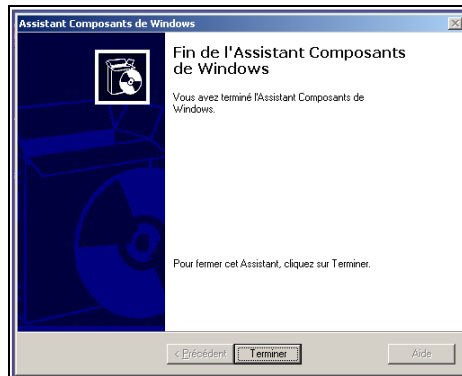 Assistant Composants de Windows
Fin de l'Assistant Composants
de Windows
Vous avez terminé l'Assistant Composants de
Windows.
Pour fermer cet Assistant, cliquez sur Terminer.
< Précédent
Terminer
Aide